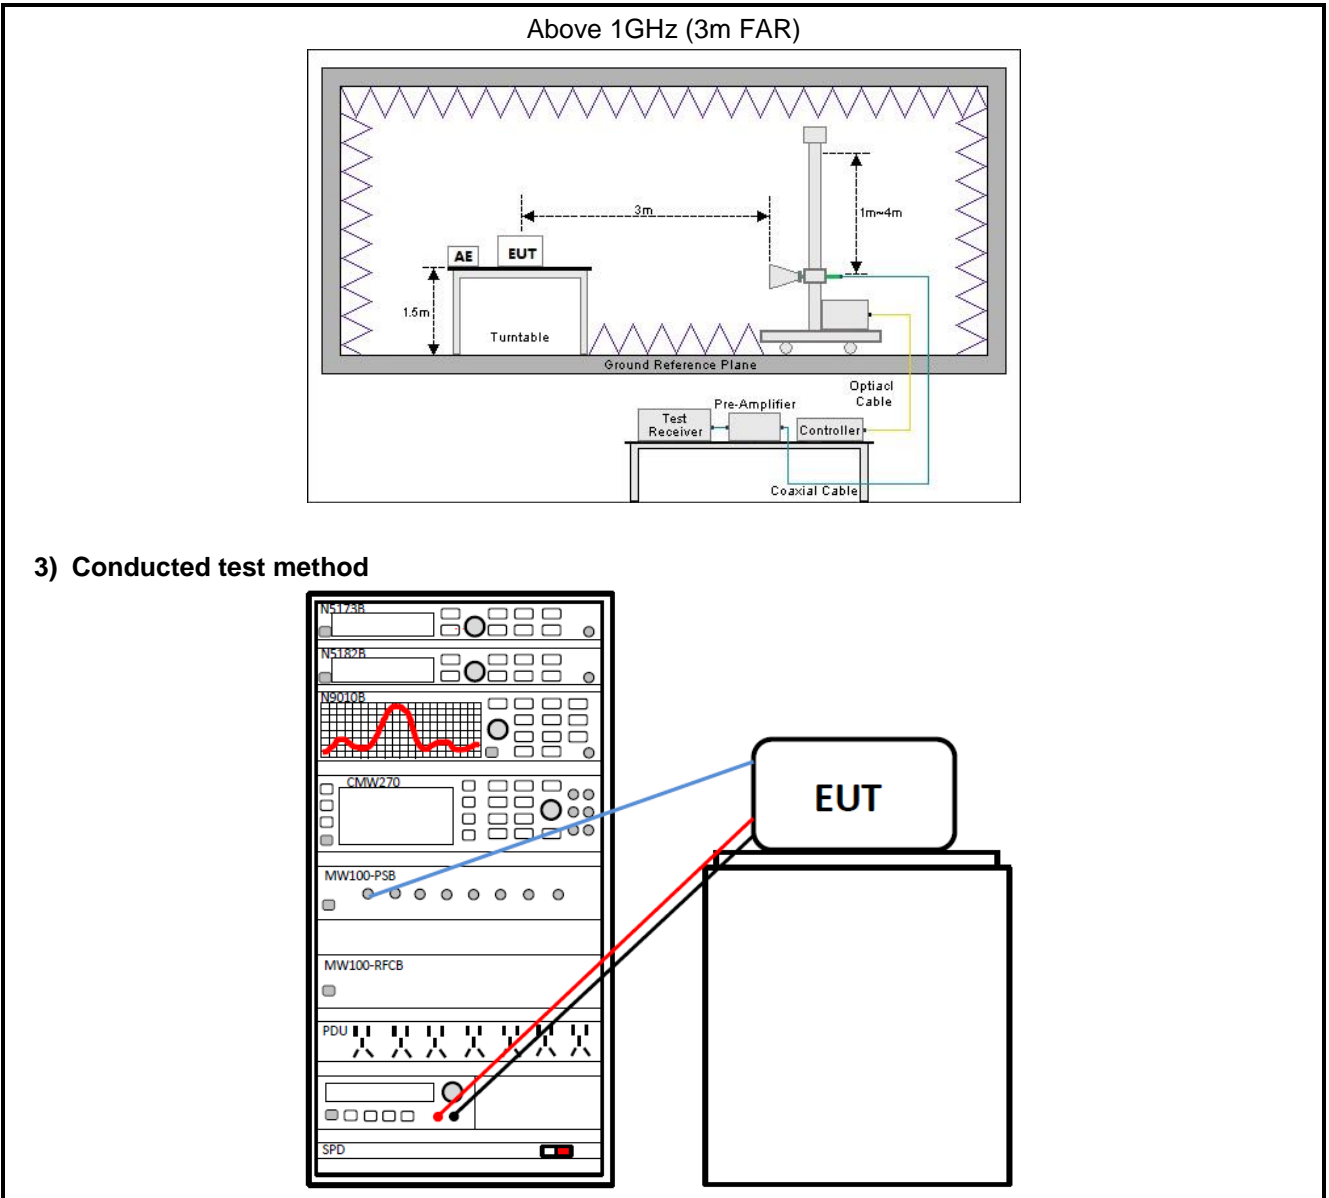 Above 1GHz (3m FAR)
3m
1m~4m
AE
EUT
1.5m
Turntable
Ground Reference Plane
Optiacl
Cable
Pre-Amplifier
Test
Receiver
Controller
Coaxial Cable
3) Conducted test method
N5173B
N5182B
N9010B
CMW270
EUT
MW100-PSB
MW100-RFCB
PDU
SPD